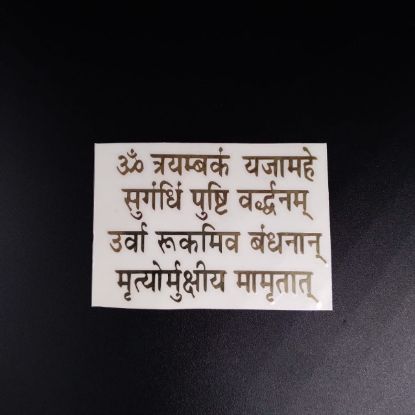 ॐ त्रयम्बकं यजामहे
सुगंधिं पुष्टि वर्द्धनम्
उर्वा रूकमिव बंधनान्
मृत्योर्मुक्षीय मामृतात्